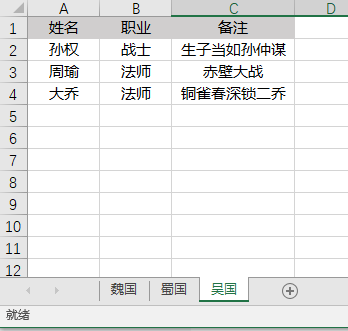 A B C D
1 姓名 职业 备注
2 孙权 战士 生子当如孙仲谋
3 周瑜 法师 赤壁大战
4 大乔 法师 铜雀春深锁二乔
5
6
7
8
9
10
11
12
魏国 蜀国 吴国
就绪